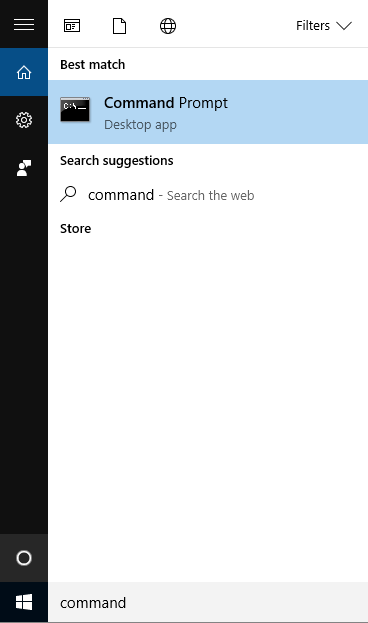 Filters
Best match
C:\_
Command Prompt
Desktop app
Search suggestions
command - Search the web
Store
command